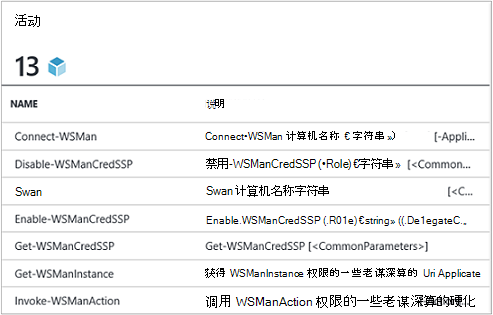 活动
13
NAME 说明
Connect-WSMan Connect•WSMan 计算机名称 € 字符串 »） [-Appli...
Disable-WSManCredSSP 禁用-WSManCredSSP (•Role) €字符串 » [<Common...
Swan Swan 计算机名称字符串 [<C...
Enable-WSManCredSSP Enable.WSManCredSSP (.R01e) €string» ((.De1egateC.,
Get-WSManCredSSP Get-WSManCredSSP [<CommonParameters>]
Get-WSManInstance 获得 WSManInstance 权限的一些老谋深算的 Uri Applicate
Invoke-WSManAction 调用 WSManAction 权限的一些老谋深算的硬化